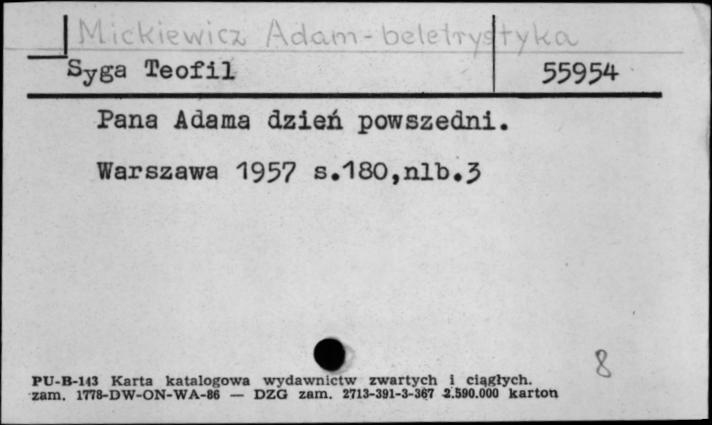 Mickiewicz Adam - beletrystyka
Syga Teofil 55954
Pana Adama dzień powszedni.
Warszawa 1957 s.180,nlb.3
8
PU-B-143 Karta katalogowa wydawnictw zwartych i ciągłych.
zam. 1778-DW-ON-WA-86 — DZG zam. 2713-391-3-367 2.590.000 karton